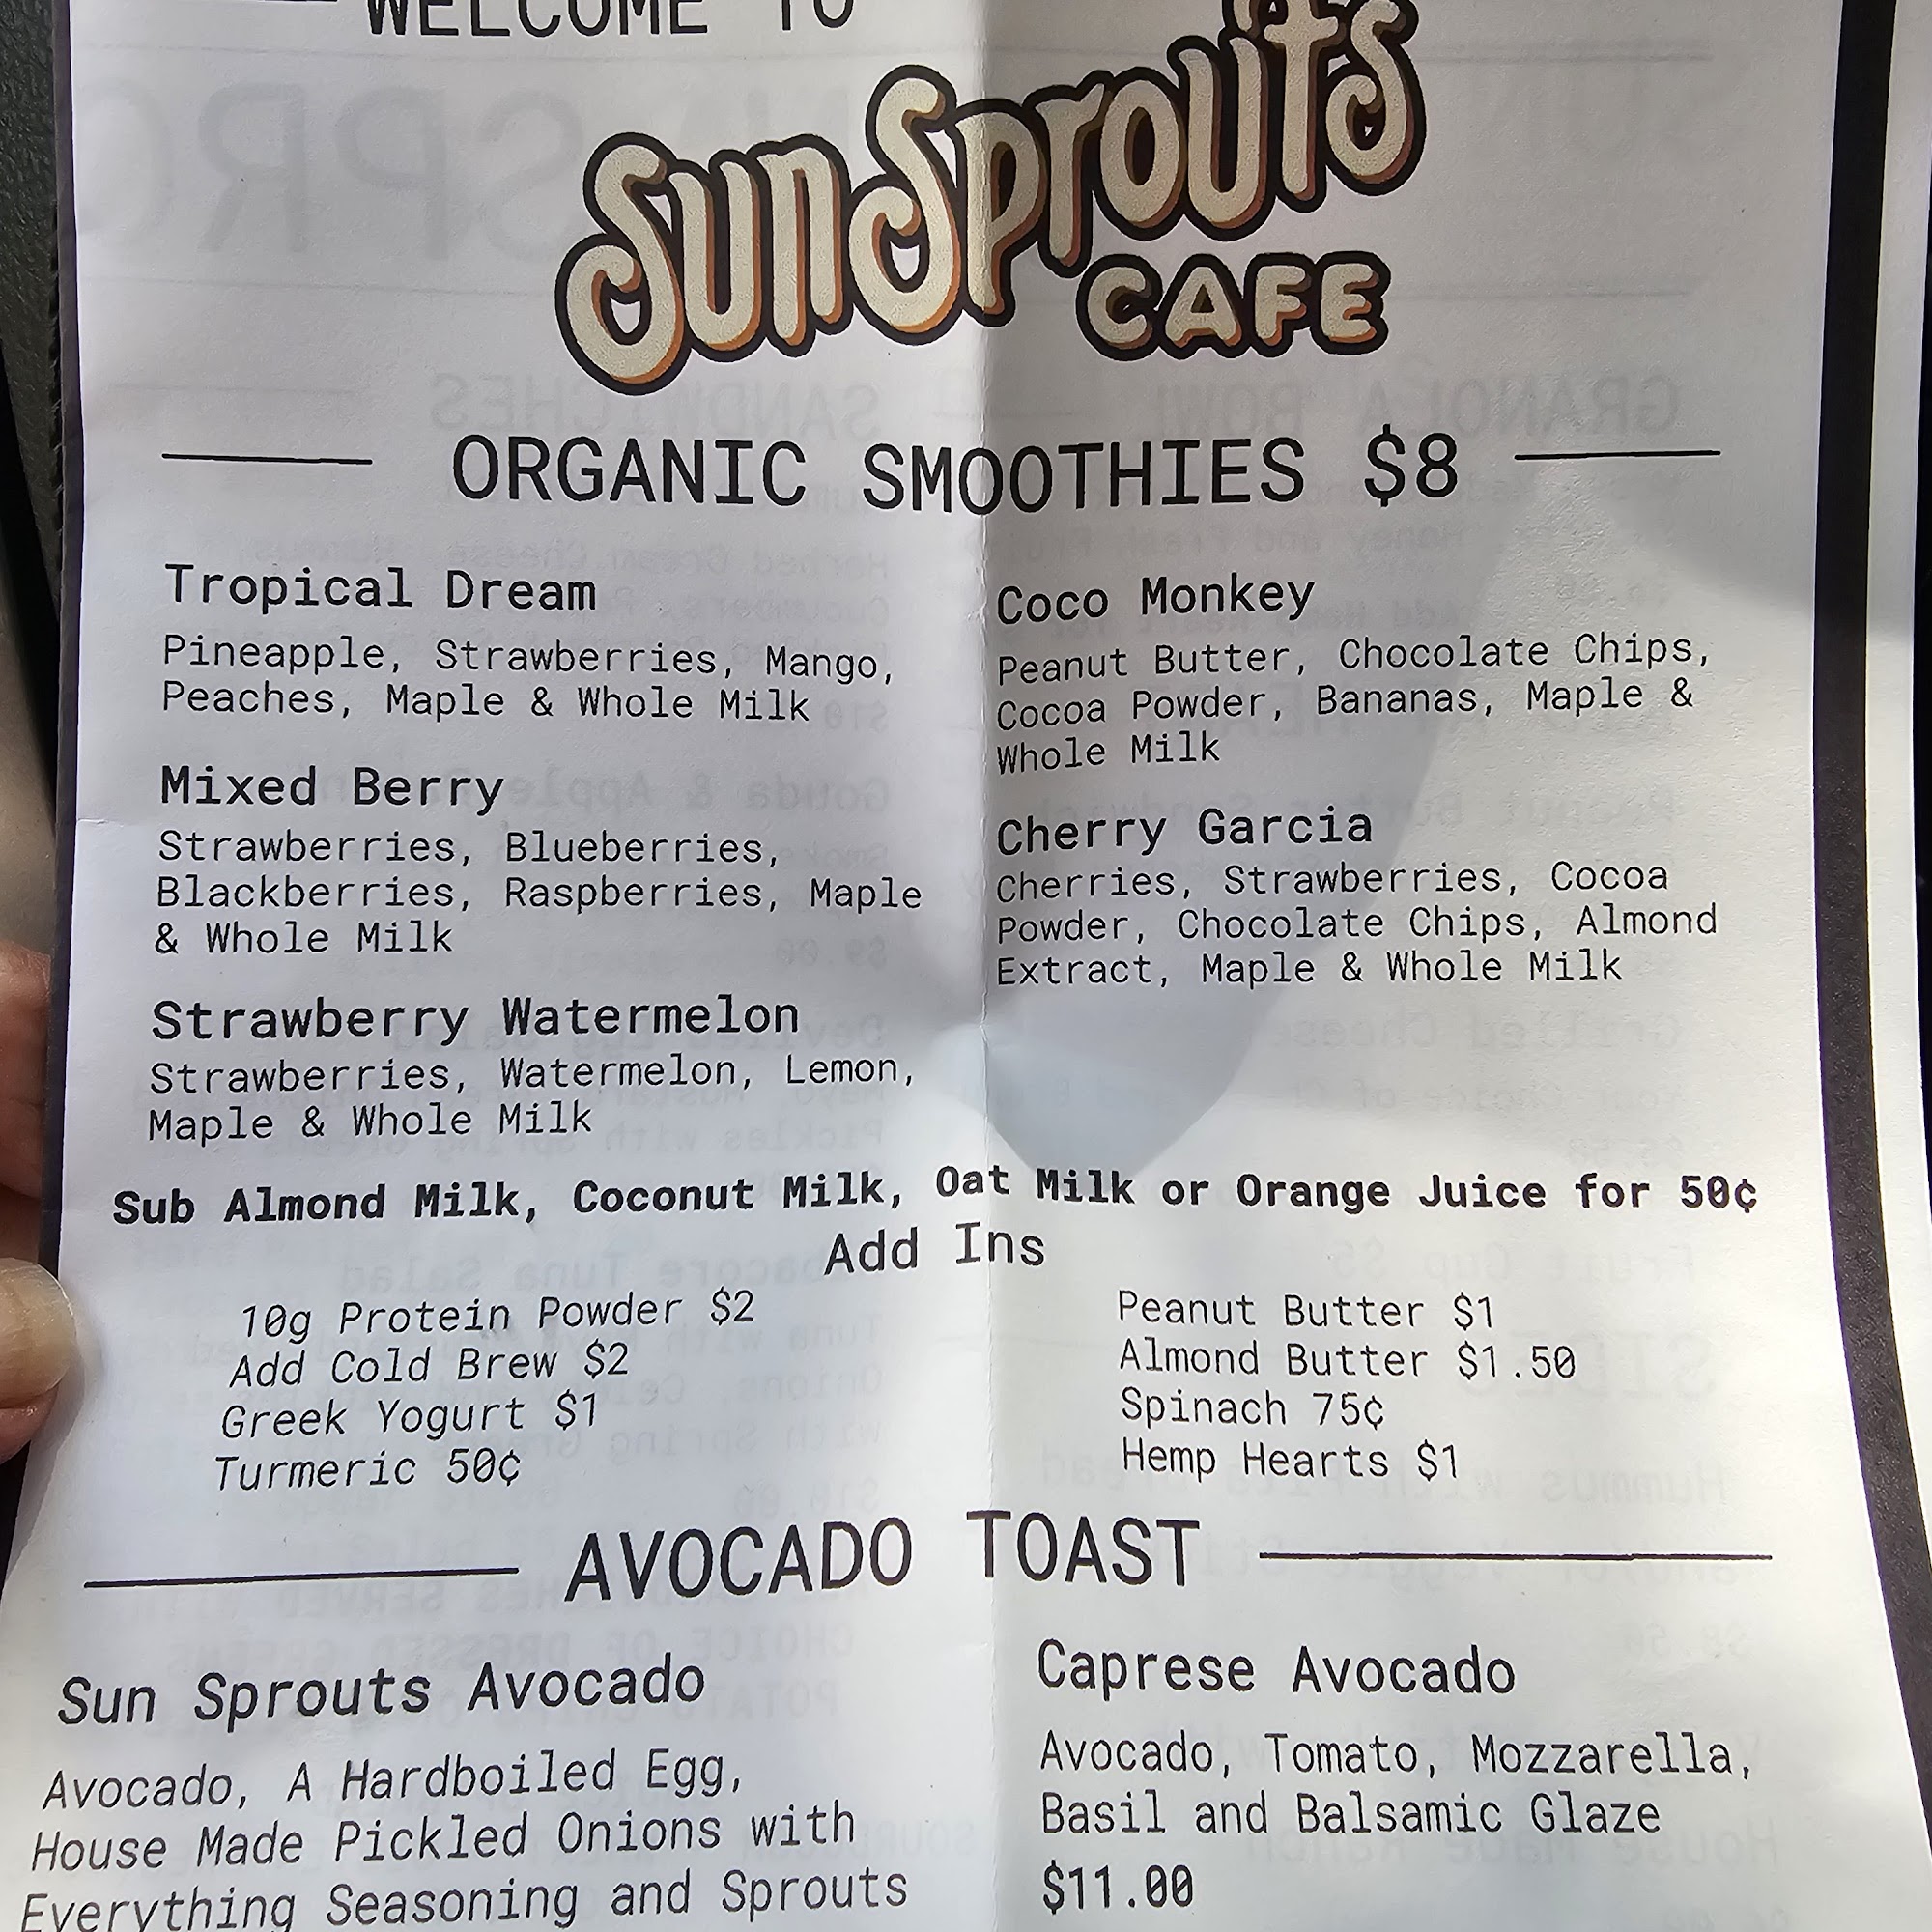 WELCOME TO
Sun Sprouts
CAFE
ORGANIC SMOOTHIES $8
Tropical Dream
Pineapple, Strawberries, Mango,
Peaches, Maple & Whole Milk
Mixed Berry
Strawberries, Blueberries,
Blackberries, Raspberries, Maple
& Whole Milk
Strawberry Watermelon
Strawberries, Watermelon, Lemon,
Maple & Whole Milk
Coco Monkey
Peanut Butter, Chocolate Chips,
Cocoa Powder, Bananas, Maple &
Whole Milk
Cherry Garcia
Cherries, Strawberries, Cocoa
Powder, Chocolate Chips, Almond
Extract, Maple & Whole Milk
Sub Almond Milk, Coconut Milk, Oat Milk or Orange Juice for 50¢
Add Ins
10g Protein Powder $2
Add Cold Brew $2
Greek Yogurt $1
Turmeric 50¢
Peanut Butter $1
Almond Butter $1.50
Spinach 75¢
Hemp Hearts $1
AVOCADO TOAST
Sun Sprouts Avocado
Avocado, A Hardboiled Egg,
House Made Pickled Onions with
Everything Seasoning and Sprouts
Caprese Avocado
Avocado, Tomato, Mozzarella,
Basil and Balsamic Glaze
$11.00